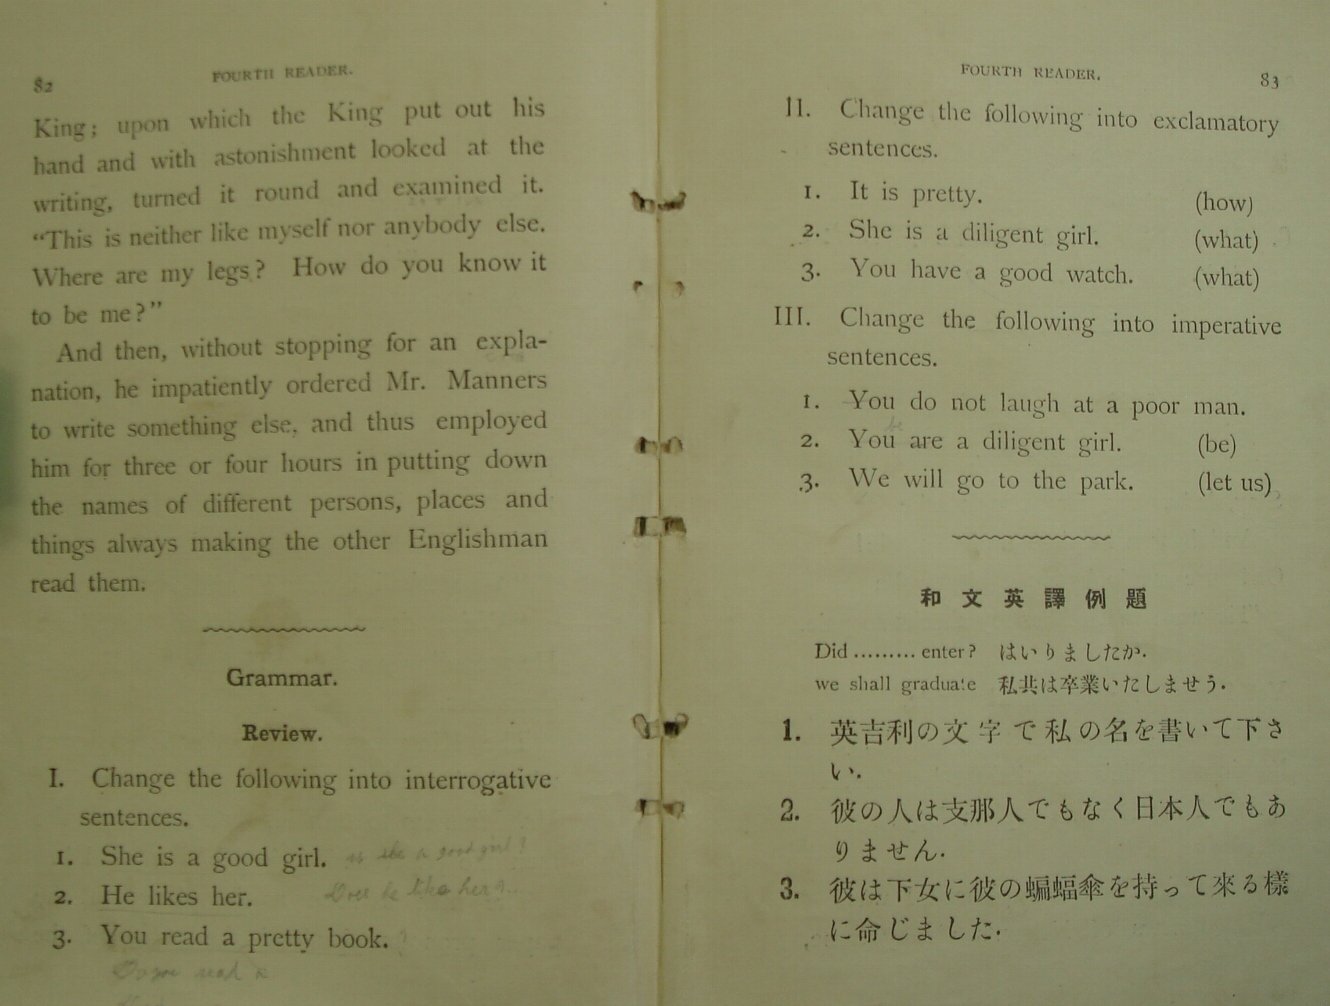 82
FOURTH READER.
King; upon which the King put out his
hand and with astonishment looked at the
writing, turned it round and examined it.
“This is neither like myself nor anybody else.
Where are my legs? How do you know it
to be me?”
And then, without stopping for an expla-
nation, he impatiently ordered Mr. Manners
to write something else, and thus employed
him for three or four hours in putting down
the names of different persons, places and
things always making the other Englishman
read them.
Grammar.
Review.
I. Change the following into interrogative
sentences.
1. She is a good girl. is she a good girl?
2. He likes her. Does he like her?
3. You read a pretty book.
Do you read a
FOURTH READER.
83
II. Change the following into exclamatory
sentences.
1. It is pretty. (how)
2. She is a diligent girl. (what)
3. You have a good watch. (what)
III. Change the following into imperative
sentences.
1. You do not laugh at a poor man.
be
2. You are a diligent girl. (be)
3. We will go to the park. (let us)
和文英譯例題
Did ......... enter? はいりましたか.
we shall graduate 私共は卒業いたしませう.
1. 英吉利の文字で私の名を書いて下さ
い.
2. 彼の人は支那人でもなく日本人でもあ
りません.
3. 彼は下女に彼の蝙蝠傘を持って來る樣
に命じました.